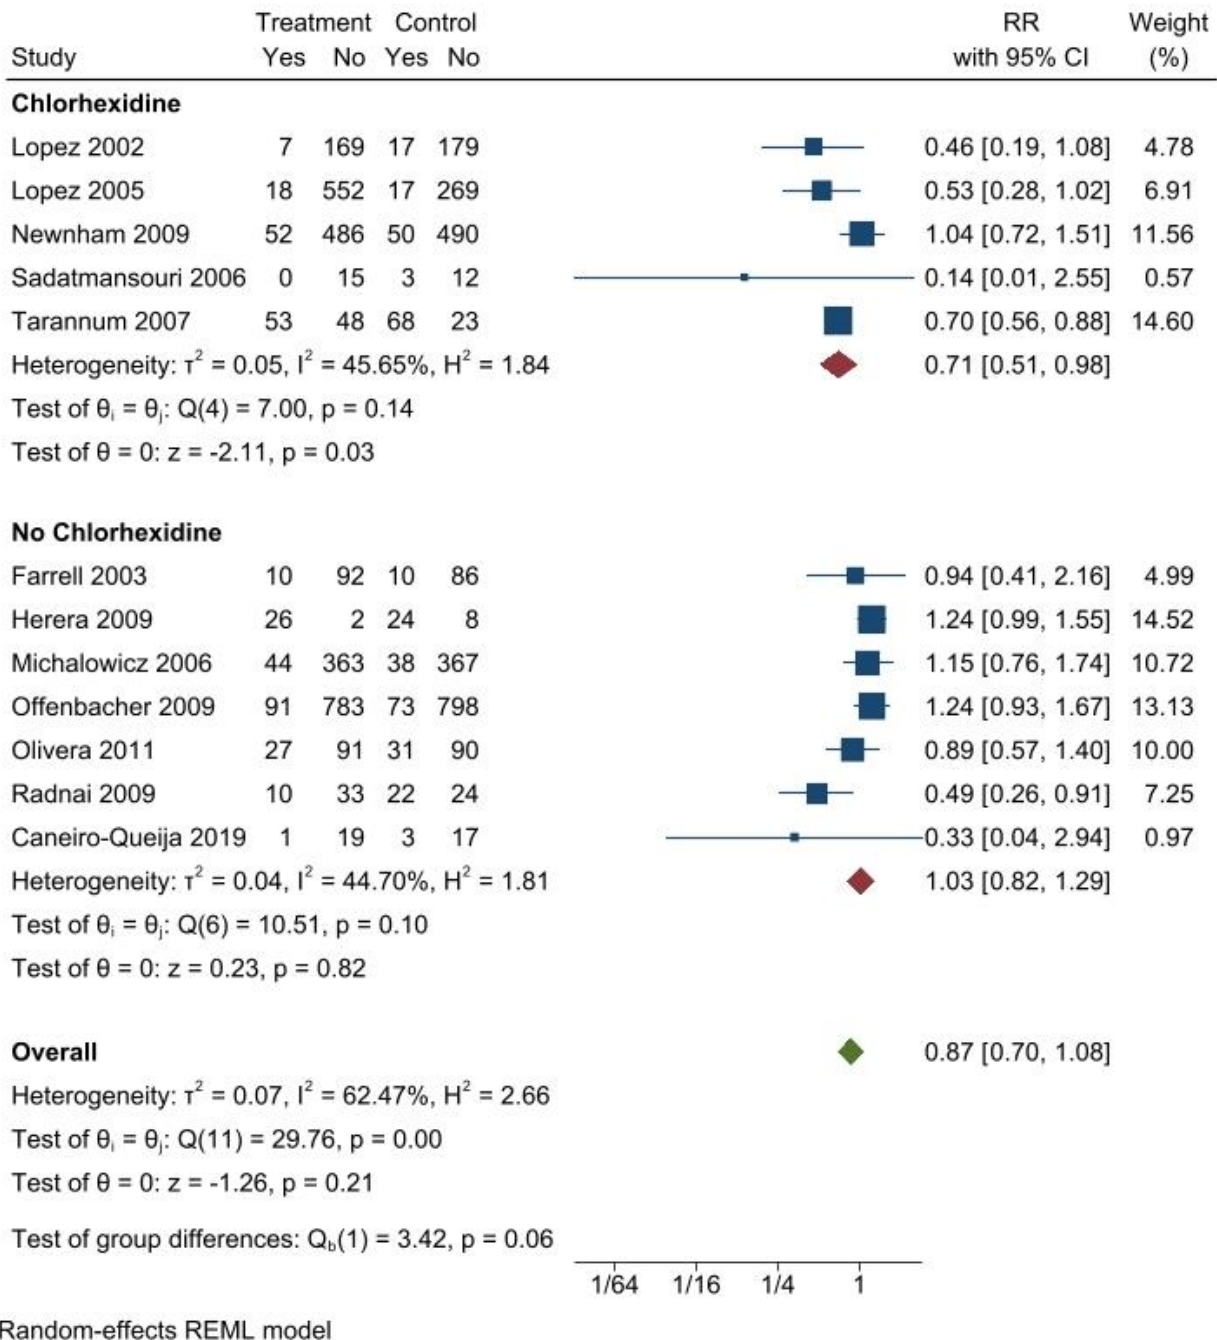 Treatment Control RR Weight
Study Yes No Yes No with 95% CI (%)
Chlorhexidine
Lopez 2002 7 169 17 179 0.46 [0.19, 1.08] 4.78
Lopez 2005 18 552 17 269 0.53 [0.28, 1.02] 6.91
Newnham 2009 52 486 50 490 1.04 [0.72, 1.51] 11.56
Sadatmansouri 2006 0 15 3 12 0.14 [0.01, 2.55] 0.57
Tarannum 2007 53 48 68 23 0.70 [0.56, 0.88] 14.60
Heterogeneity: τ² = 0.05, I² = 45.65%, H² = 1.84 0.71 [0.51, 0.98]
Test of θᵢ = θⱼ: Q(4) = 7.00, p = 0.14
Test of θ = 0: z = -2.11, p = 0.03
No Chlorhexidine
Farrell 2003 10 92 10 86 0.94 [0.41, 2.16] 4.99
Herera 2009 26 2 24 8 1.24 [0.99, 1.55] 14.52
Michalowicz 2006 44 363 38 367 1.15 [0.76, 1.74] 10.72
Offenbacher 2009 91 783 73 798 1.24 [0.93, 1.67] 13.13
Olivera 2011 27 91 31 90 0.89 [0.57, 1.40] 10.00
Radnai 2009 10 33 22 24 0.49 [0.26, 0.91] 7.25
Caneiro-Queija 2019 1 19 3 17 0.33 [0.04, 2.94] 0.97
Heterogeneity: τ² = 0.04, I² = 44.70%, H² = 1.81 1.03 [0.82, 1.29]
Test of θᵢ = θⱼ: Q(6) = 10.51, p = 0.10
Test of θ = 0: z = 0.23, p = 0.82
Overall 0.87 [0.70, 1.08]
Heterogeneity: τ² = 0.07, I² = 62.47%, H² = 2.66
Test of θᵢ = θⱼ: Q(11) = 29.76, p = 0.00
Test of θ = 0: z = -1.26, p = 0.21
Test of group differences: Q_b(1) = 3.42, p = 0.06
1/64 1/16 1/4 1
Random-effects REML model